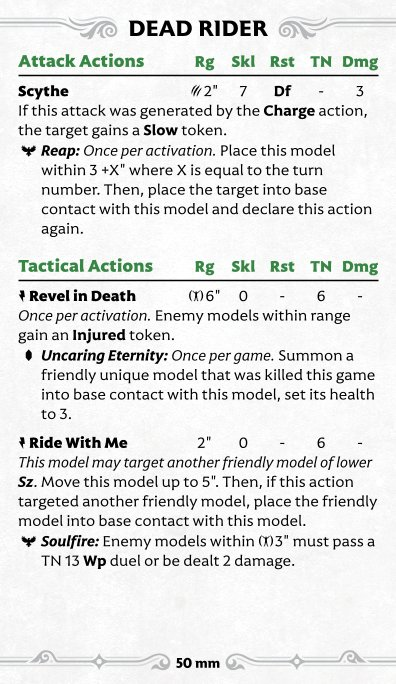 DEAD RIDER
Attack Actions Rg Skl Rst TN Dmg
Scythe 2" 7 Df - 3
If this attack was generated by the Charge action,
the target gains a Slow token.
Reap: Once per activation. Place this model
within 3 +X" where X is equal to the turn
number. Then, place the target into base
contact with this model and declare this action
again.
Tactical Actions Rg Skl Rst TN Dmg
Revel in Death 6" 0 - 6 -
Once per activation. Enemy models within range
gain an Injured token.
Uncaring Eternity: Once per game. Summon a
friendly unique model that was killed this game
into base contact with this model, set its health
to 3.
Ride With Me 2" 0 - 6 -
This model may target another friendly model of lower
Sz. Move this model up to 5". Then, if this action
targeted another friendly model, place the friendly
model into base contact with this model.
Soulfire: Enemy models within 3" must pass a
TN 13 Wp duel or be dealt 2 damage.
50 mm